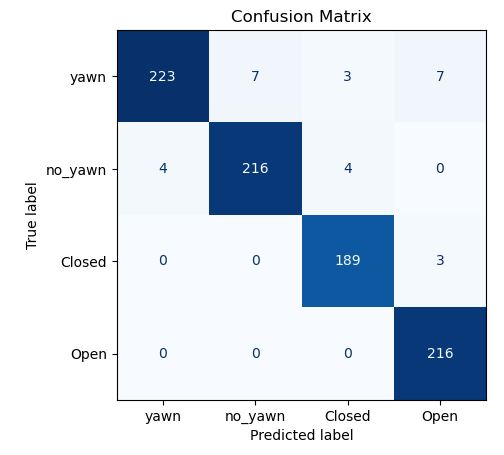 Confusion Matrix
yawn 223 7 3 7
no_yawn 4 216 4 0
True label
Closed 0 0 189 3
Open 0 0 0 216
yawn no_yawn Closed Open
Predicted label